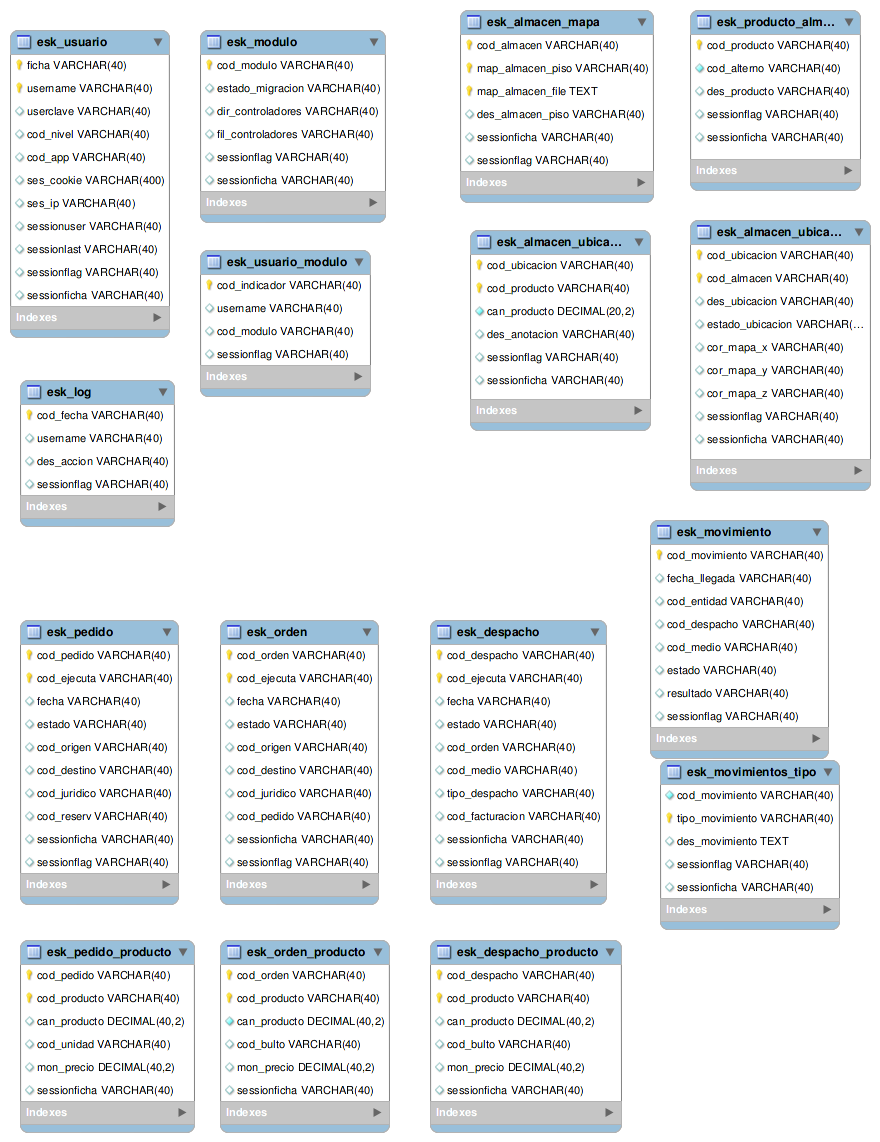 esk_usuario
ficha VARCHAR(40)
username VARCHAR(40)
userclave VARCHAR(40)
cod_nivel VARCHAR(40)
cod_app VARCHAR(40)
ses_cookie VARCHAR(400)
ses_ip VARCHAR(40)
sessionuser VARCHAR(40)
sessionlast VARCHAR(40)
sessionflag VARCHAR(40)
sessionficha VARCHAR(40)
Indexes
esk_modulo
cod_modulo VARCHAR(40)
estado_migracion VARCHAR(40)
dir_controladores VARCHAR(40)
fil_controladores VARCHAR(40)
sessionflag VARCHAR(40)
sessionficha VARCHAR(40)
Indexes
esk_almacen_mapa
cod_almacen VARCHAR(40)
map_almacen_piso VARCHAR(40)
map_almacen_file TEXT
des_almacen_piso VARCHAR(40)
sessionficha VARCHAR(40)
sessionflag VARCHAR(40)
Indexes
esk_producto_alm...
cod_producto VARCHAR(40)
cod_alterno VARCHAR(40)
des_producto VARCHAR(40)
sessionflag VARCHAR(40)
sessionficha VARCHAR(40)
Indexes
esk_usuario_modulo
cod_indicador VARCHAR(40)
username VARCHAR(40)
cod_modulo VARCHAR(40)
sessionflag VARCHAR(40)
Indexes
esk_almacen_ubica...
cod_ubicacion VARCHAR(40)
cod_producto VARCHAR(40)
can_producto DECIMAL(20,2)
des_anotacion VARCHAR(40)
sessionflag VARCHAR(40)
sessionficha VARCHAR(40)
Indexes
esk_almacen_ubica...
cod_ubicacion VARCHAR(40)
cod_almacen VARCHAR(40)
des_ubicacion VARCHAR(40)
estado_ubicacion VARCHAR(...
cor_mapa_x VARCHAR(40)
cor_mapa_y VARCHAR(40)
cor_mapa_z VARCHAR(40)
sessionflag VARCHAR(40)
sessionficha VARCHAR(40)
Indexes
esk_log
cod_fecha VARCHAR(40)
username VARCHAR(40)
des_accion VARCHAR(40)
sessionflag VARCHAR(40)
Indexes
esk_movimiento
cod_movimiento VARCHAR(40)
fecha_llegada VARCHAR(40)
cod_entidad VARCHAR(40)
cod_despacho VARCHAR(40)
cod_medio VARCHAR(40)
estado VARCHAR(40)
resultado VARCHAR(40)
sessionflag VARCHAR(40)
Indexes
esk_pedido
cod_pedido VARCHAR(40)
cod_ejecuta VARCHAR(40)
fecha VARCHAR(40)
estado VARCHAR(40)
cod_origen VARCHAR(40)
cod_destino VARCHAR(40)
cod_juridico VARCHAR(40)
cod_reserv VARCHAR(40)
sessionficha VARCHAR(40)
sessionflag VARCHAR(40)
Indexes
esk_orden
cod_orden VARCHAR(40)
cod_ejecuta VARCHAR(40)
fecha VARCHAR(40)
estado VARCHAR(40)
cod_origen VARCHAR(40)
cod_destino VARCHAR(40)
cod_juridico VARCHAR(40)
cod_pedido VARCHAR(40)
sessionficha VARCHAR(40)
sessionflag VARCHAR(40)
Indexes
esk_despacho
cod_despacho VARCHAR(40)
cod_ejecuta VARCHAR(40)
fecha VARCHAR(40)
estado VARCHAR(40)
cod_orden VARCHAR(40)
cod_medio VARCHAR(40)
tipo_despacho VARCHAR(40)
cod_facturacion VARCHAR(40)
sessionficha VARCHAR(40)
sessionflag VARCHAR(40)
Indexes
esk_movimientos_tipo
cod_movimiento VARCHAR(40)
tipo_movimiento VARCHAR(40)
des_movimiento TEXT
sessionflag VARCHAR(40)
sessionficha VARCHAR(40)
Indexes
esk_pedido_producto
cod_pedido VARCHAR(40)
cod_producto VARCHAR(40)
can_producto DECIMAL(40,2)
cod_unidad VARCHAR(40)
mon_precio DECIMAL(40,2)
sessionficha VARCHAR(40)
Indexes
esk_orden_producto
cod_orden VARCHAR(40)
cod_producto VARCHAR(40)
can_producto DECIMAL(40,2)
cod_bulto VARCHAR(40)
mon_precio DECIMAL(40,2)
sessionficha VARCHAR(40)
Indexes
esk_despacho_producto
cod_despacho VARCHAR(40)
cod_producto VARCHAR(40)
can_producto DECIMAL(40,2)
cod_bulto VARCHAR(40)
mon_precio DECIMAL(40,2)
sessionficha VARCHAR(40)
Indexes